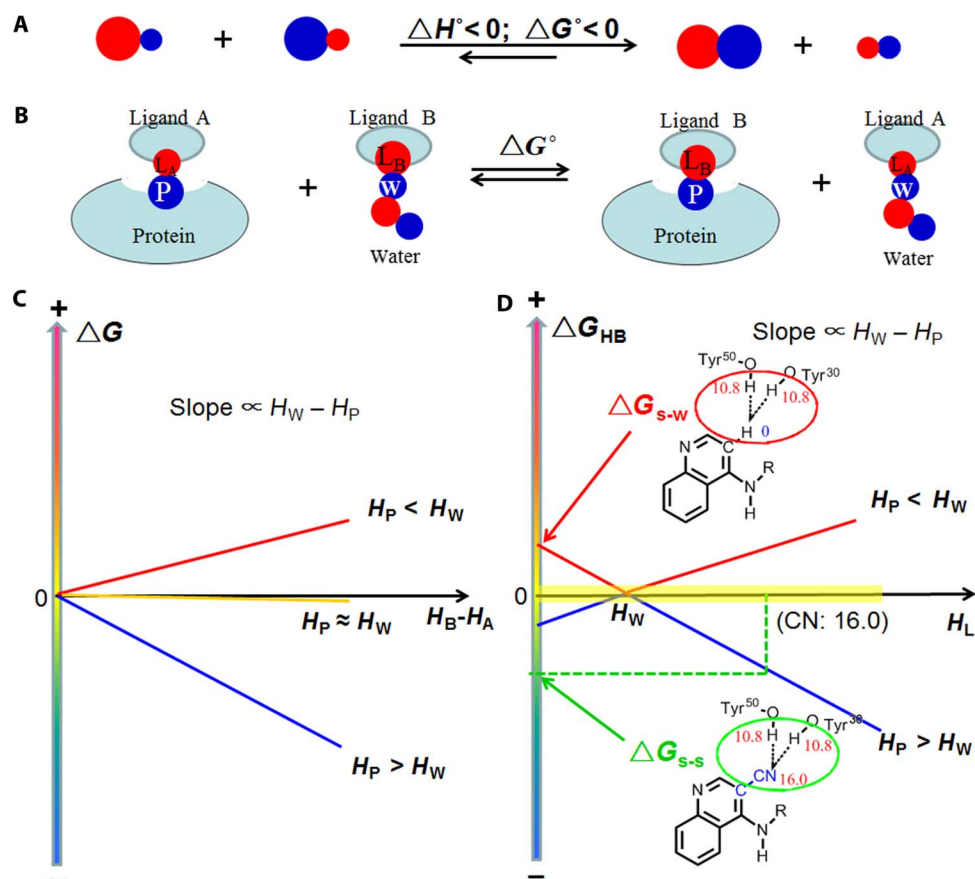 A
+
△H°<0; △G°<0
+
B
Ligand A
LA
P
Protein
+
Ligand B
LB
W
Water
△G°
Ligand B
LB
P
Protein
+
Ligand A
LA
W
Water
C
+
△G
Slope ∝ HW – HP
HP < HW
0
HP ≈ HW
HB-HA
HP > HW
–
D
+
△GHB
Slope ∝ HW – HP
Tyr50
O
O
Tyr30
10.8
H
H
10.8
△Gs-w
H
0
N
C
N
R
H
HP < HW
0
HW
(CN: 16.0)
HL
Tyr50
O
O
Tyr30
10.8
H
H
10.8
HP > HW
△Gs-s
CN
16.0
N
C
N
R
H
–